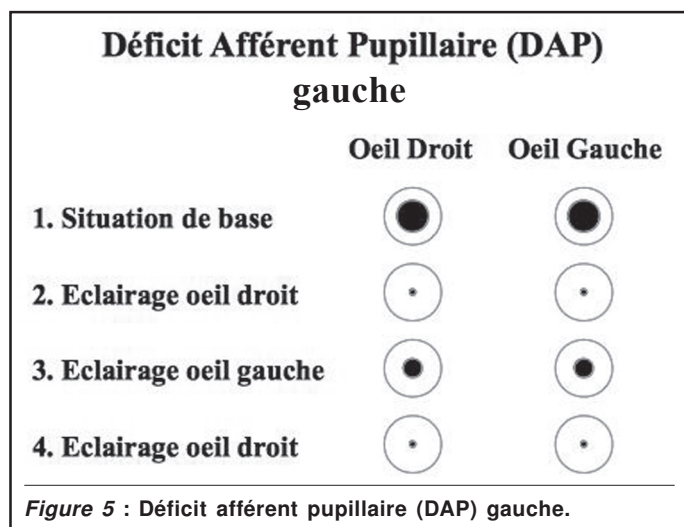 Déficit Afférent Pupillaire (DAP)
gauche
Oeil Droit Oeil Gauche
1. Situation de base
2. Eclairage oeil droit
3. Eclairage oeil gauche
4. Eclairage oeil droit
Figure 5 : Déficit afférent pupillaire (DAP) gauche.